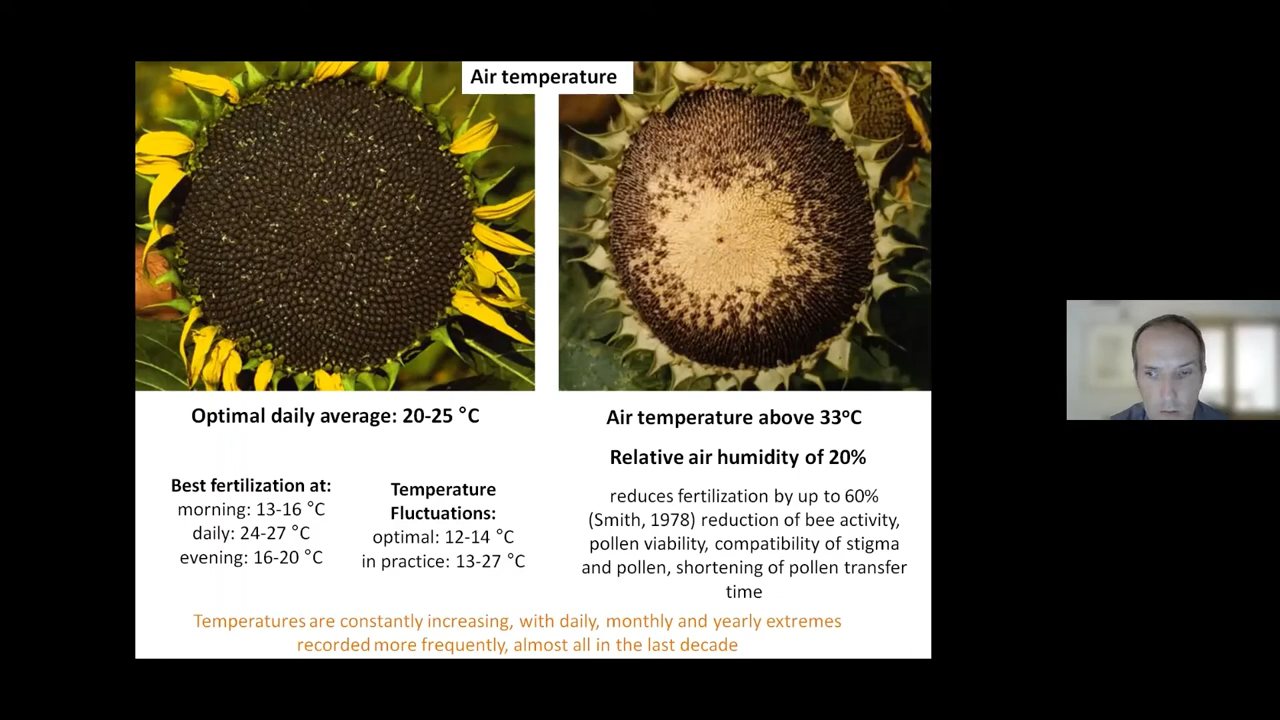 Air temperature
Optimal daily average: 20-25 °C
Best fertilization at:
morning: 13-16 °C
daily: 24-27 °C
evening: 16-20 °C
Temperature
Fluctuations:
optimal: 12-14 °C
in practice: 13-27 °C
Air temperature above 33ºC
Relative air humidity of 20%
reduces fertilization by up to 60%
(Smith, 1978) reduction of bee activity,
pollen viability, compatibility of stigma
and pollen, shortening of pollen transfer
time
Temperatures are constantly increasing, with daily, monthly and yearly extremes
recorded more frequently, almost all in the last decade